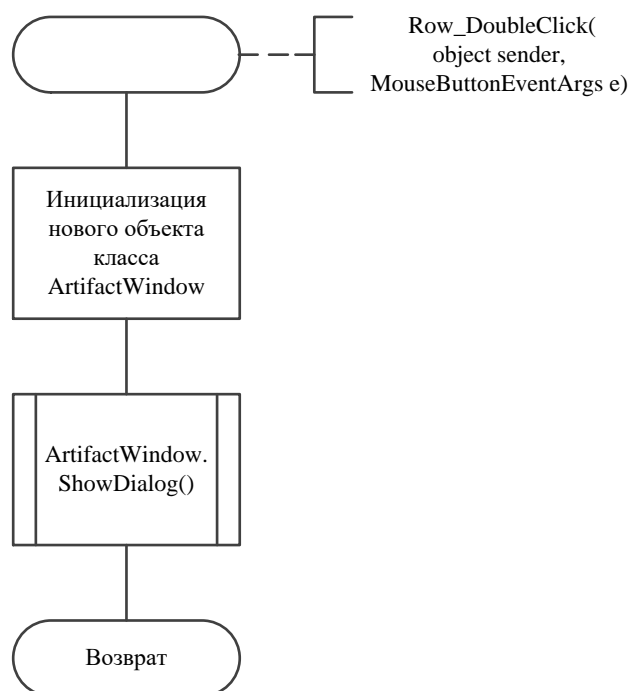 Row_DoubleClick(
object sender,
MouseButtonEventArgs e)
Инициализация
нового объекта
класса
ArtifactWindow
ArtifactWindow.
ShowDialog()
Возврат